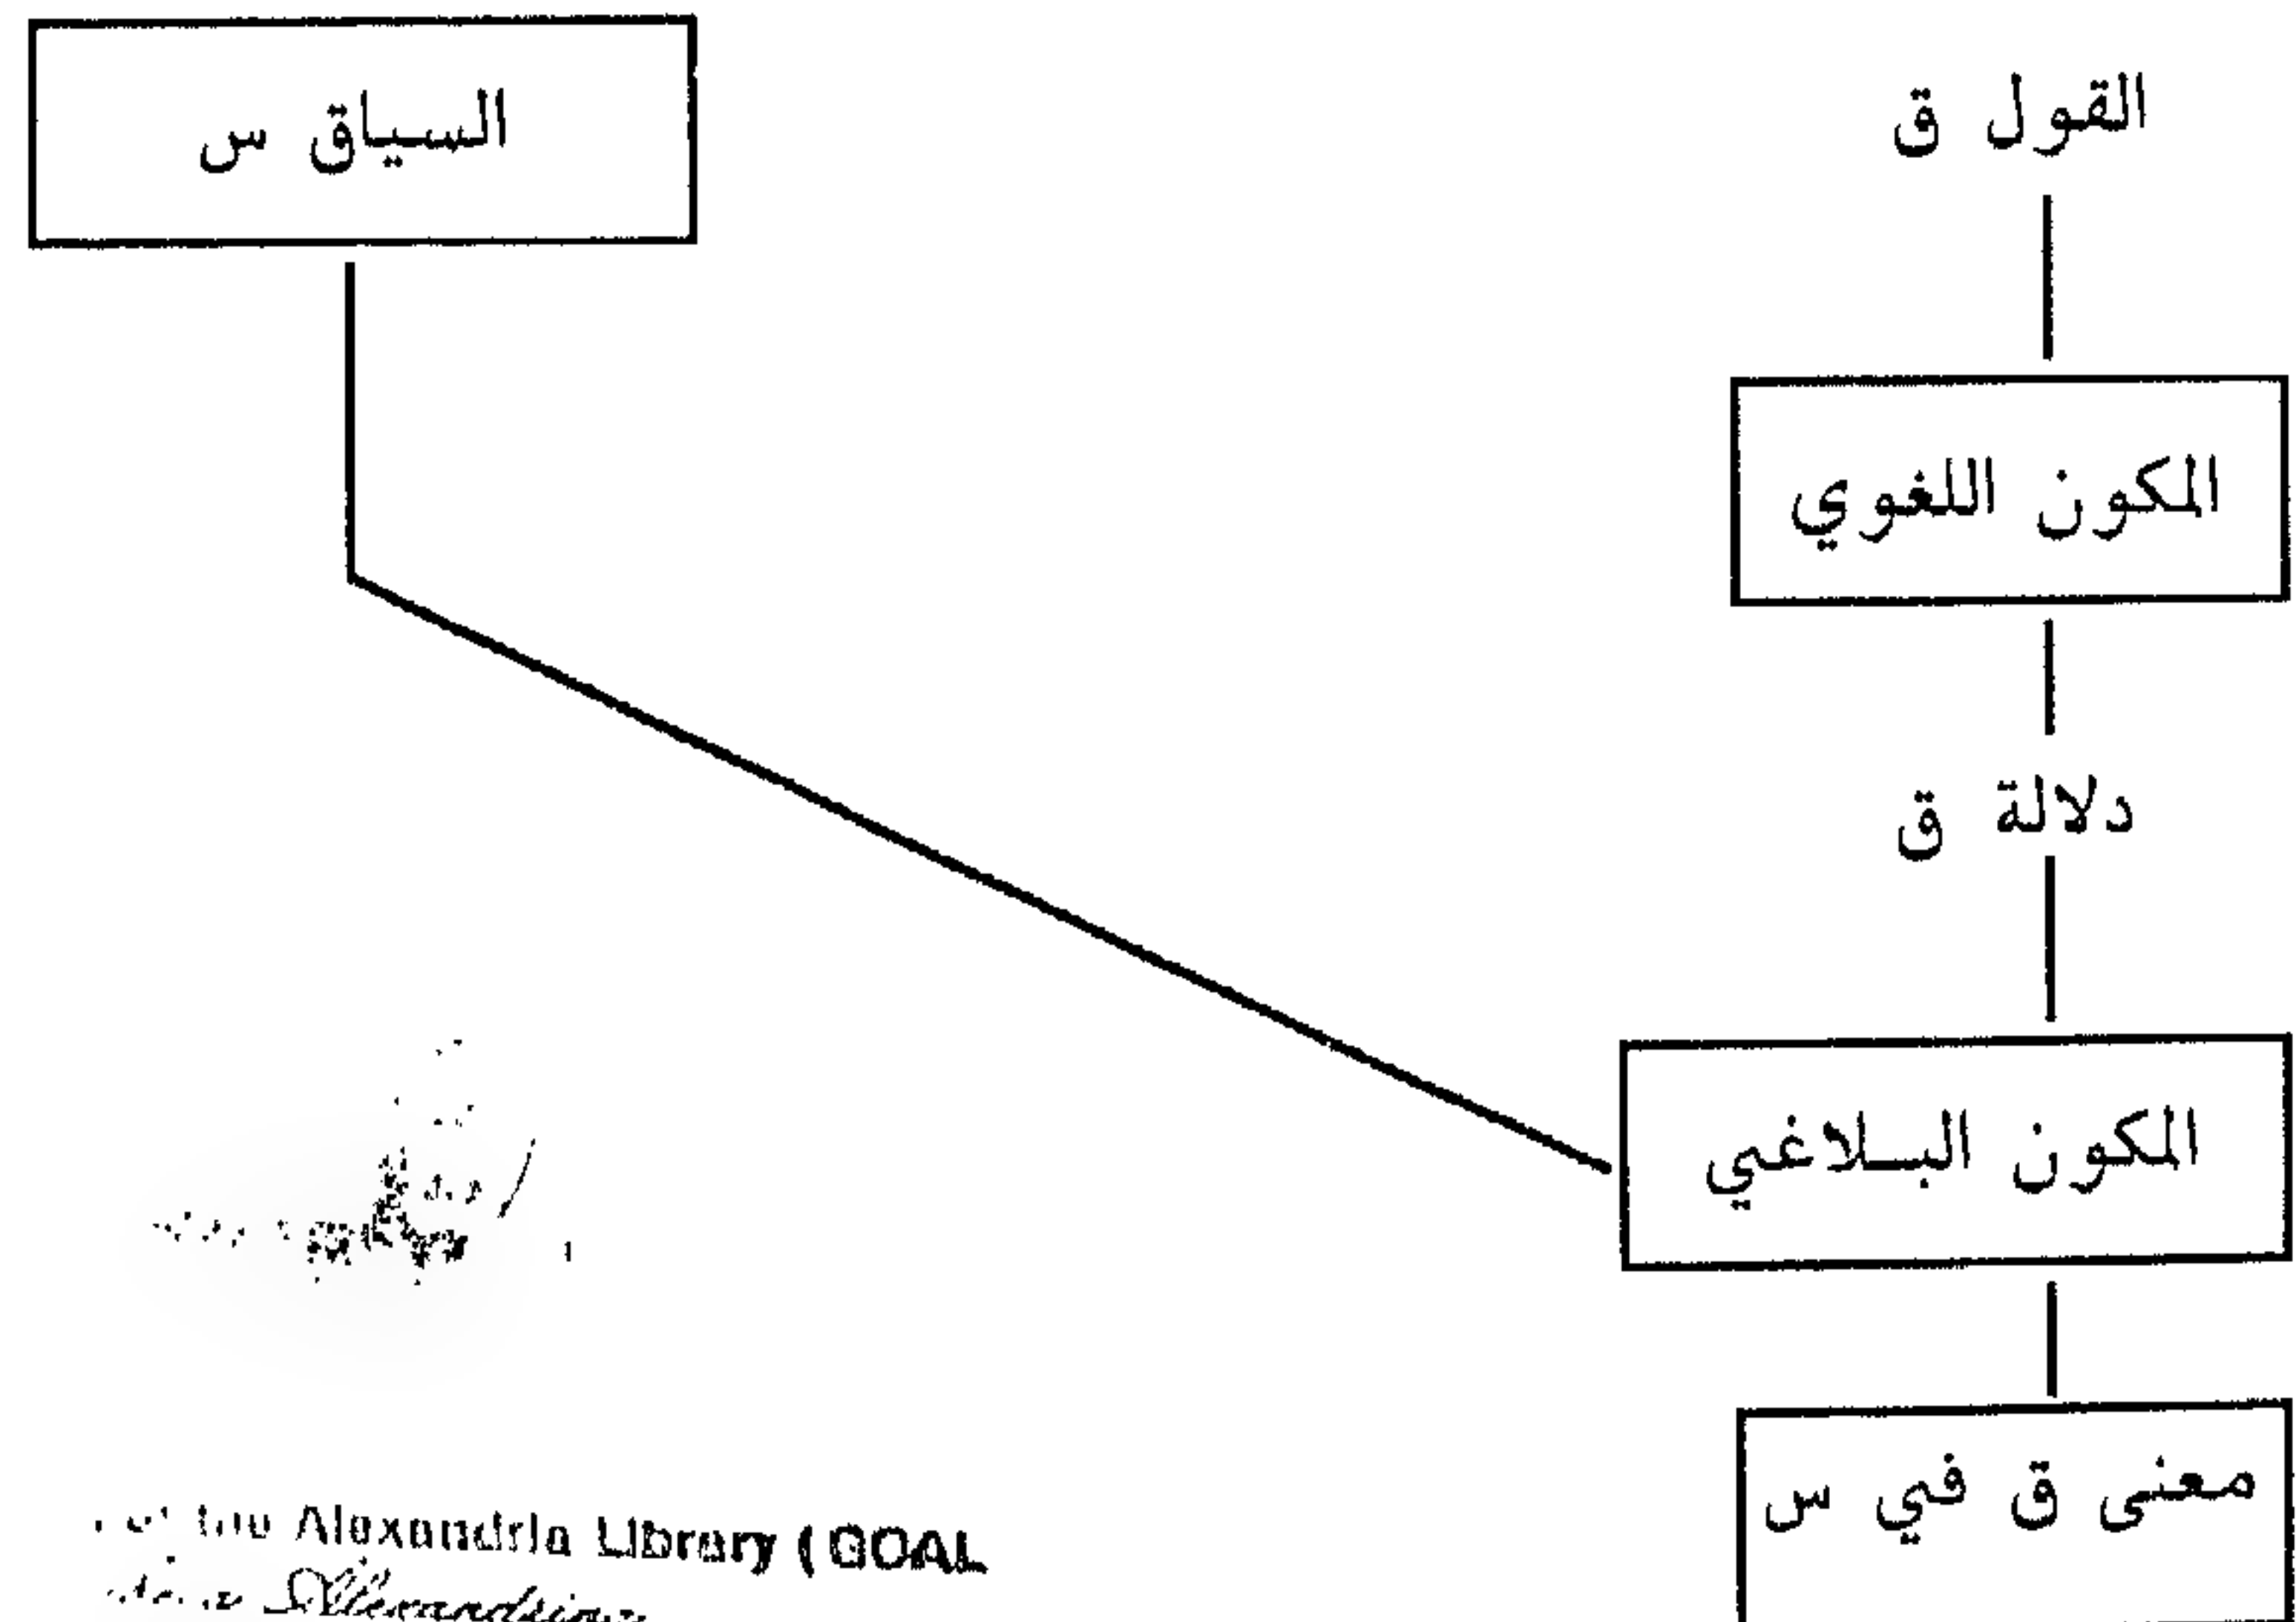 القول ق
السياق س
المكون اللغوي
دلالة ق
المكون البلاغي
معنى ق في س
Alexandria Library (GOAL